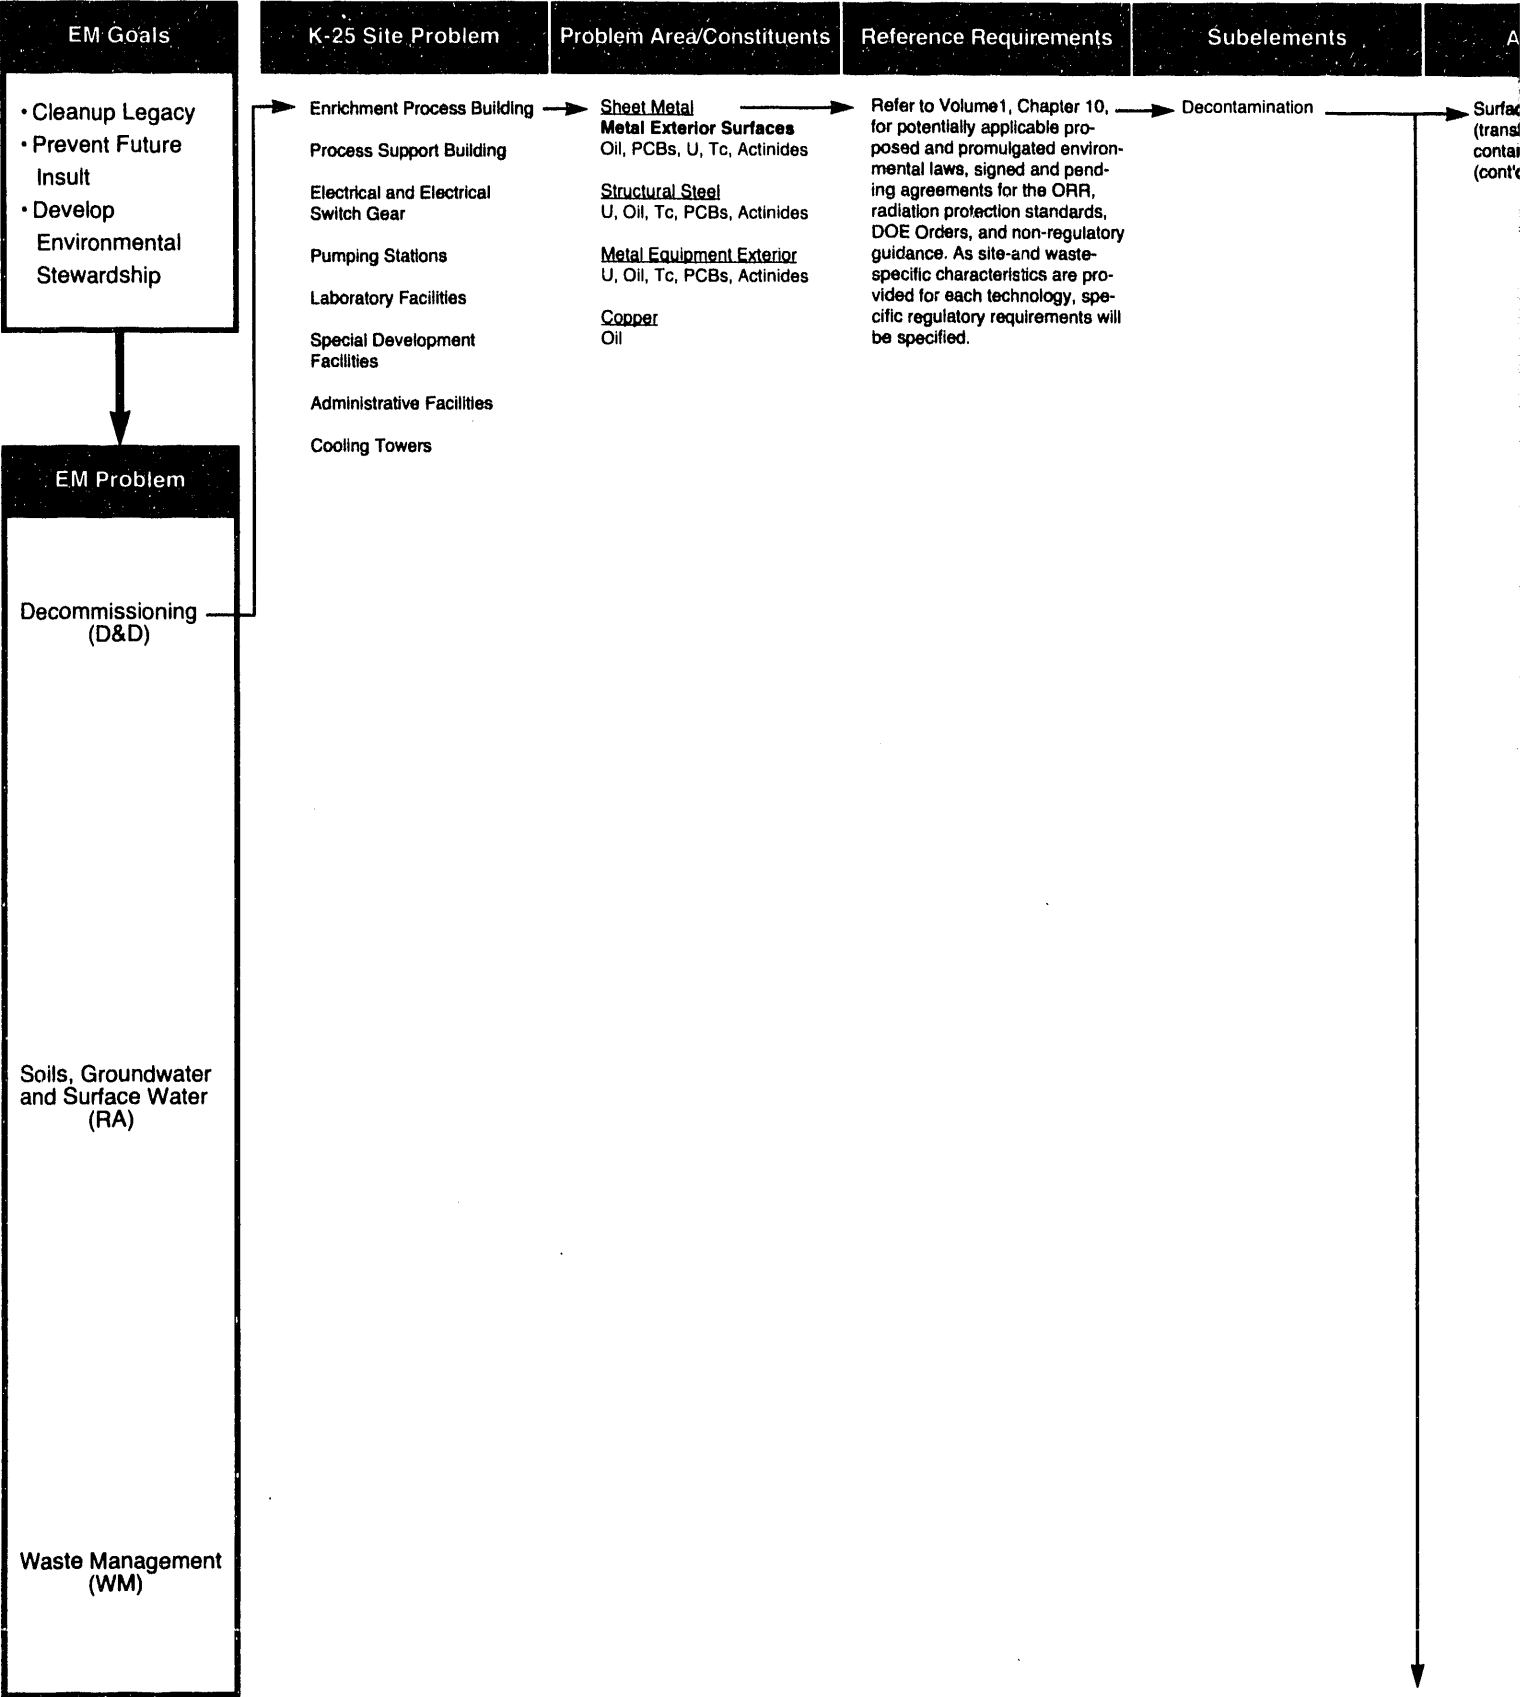 EM Goals
• Cleanup Legacy
• Prevent Future
Insult
• Develop
Environmental
Stewardship
EM Problem
Decommissioning
(D&D)
Soils, Groundwater
and Surface Water
(RA)
Waste Management
(WM)
K-25 Site Problem
Enrichment Process Building
Process Support Building
Electrical and Electrical
Switch Gear
Pumping Stations
Laboratory Facilities
Special Development
Facilities
Administrative Facilities
Cooling Towers
Problem Area/Constituents
Sheet Metal
Metal Exterior Surfaces
Oil, PCBs, U, Tc, Actinides
Structural Steel
U, Oil, Tc, PCBs, Actinides
Metal Equipment Exterior
U, Oil, Tc, PCBs, Actinides
Copper
Oil
Reference Requirements
Refer to Volume1, Chapter 10,
for potentially applicable pro-
posed and promulgated environ-
mental laws, signed and pend-
ing agreements for the ORR,
radiation protection standards,
DOE Orders, and non-regulatory
guidance. As site-and waste-
specific characteristics are pro-
vided for each technology, spe-
cific regulatory requirements will
be specified.
Subelements
Decontamination
A
Surfac
(transf
contai
(cont'd